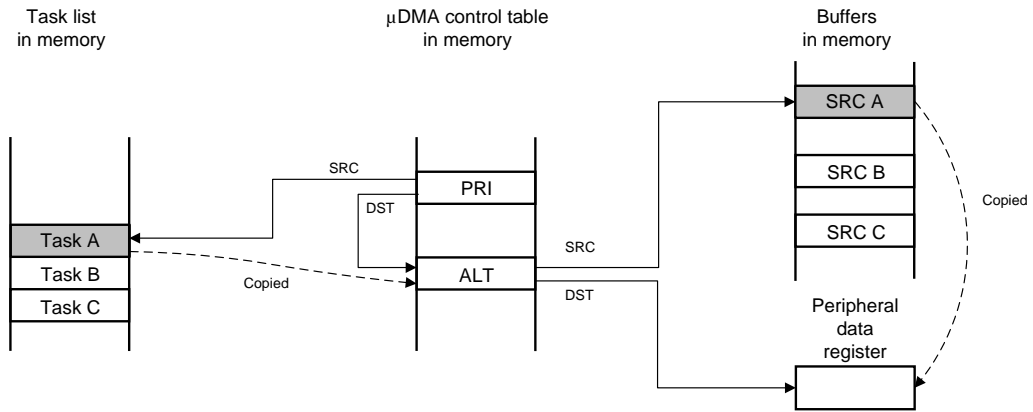 Task list
in memory
μDMA control table
in memory
Buffers
in memory
SRC A
SRC
PRI
SRC B
DST
Copied
Task A
SRC C
SRC
Task B
Copied
ALT
DST
Task C
Peripheral
data
register